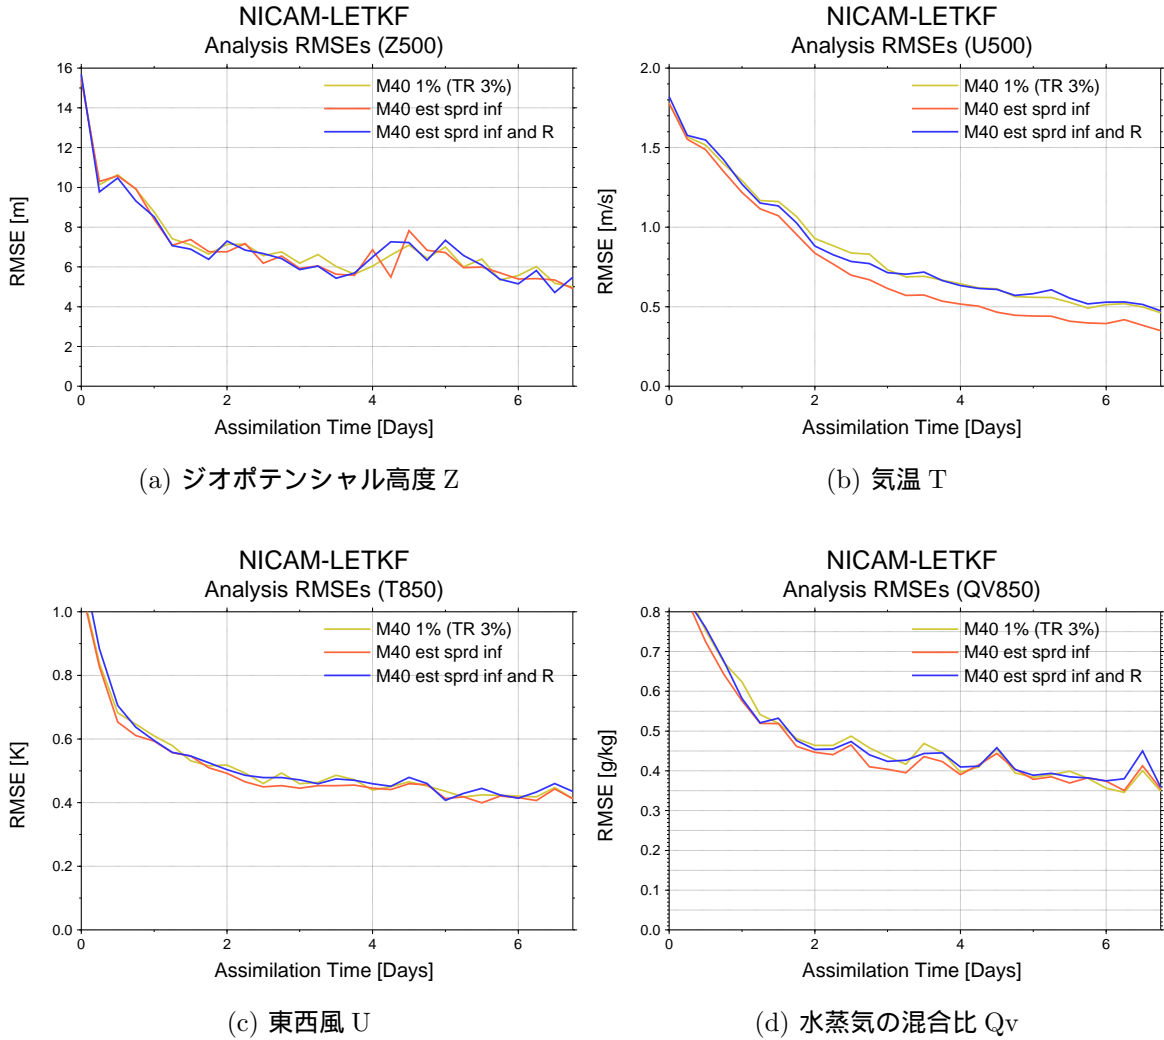 NICAM-LETKF
Analysis RMSEs (Z500)
16
14
12
10
8
6
4
2
0
RMSE [m]
M40 1% (TR 3%)
M40 est sprd inf
M40 est sprd inf and R
0 2 4 6
Assimilation Time [Days]
(a) ジオポテンシャル高度 Z
NICAM-LETKF
Analysis RMSEs (U500)
2.0
1.5
1.0
0.5
0.0
RMSE [m/s]
M40 1% (TR 3%)
M40 est sprd inf
M40 est sprd inf and R
0 2 4 6
Assimilation Time [Days]
(b) 気温 T
NICAM-LETKF
Analysis RMSEs (T850)
1.0
0.8
0.6
0.4
0.2
0.0
RMSE [K]
M40 1% (TR 3%)
M40 est sprd inf
M40 est sprd inf and R
0 2 4 6
Assimilation Time [Days]
(c) 東西風 U
NICAM-LETKF
Analysis RMSEs (QV850)
0.8
0.7
0.6
0.5
0.4
0.3
0.2
0.1
0.0
RMSE [g/kg]
M40 1% (TR 3%)
M40 est sprd inf
M40 est sprd inf and R
0 2 4 6
Assimilation Time [Days]
(d) 水蒸気の混合比 Qv